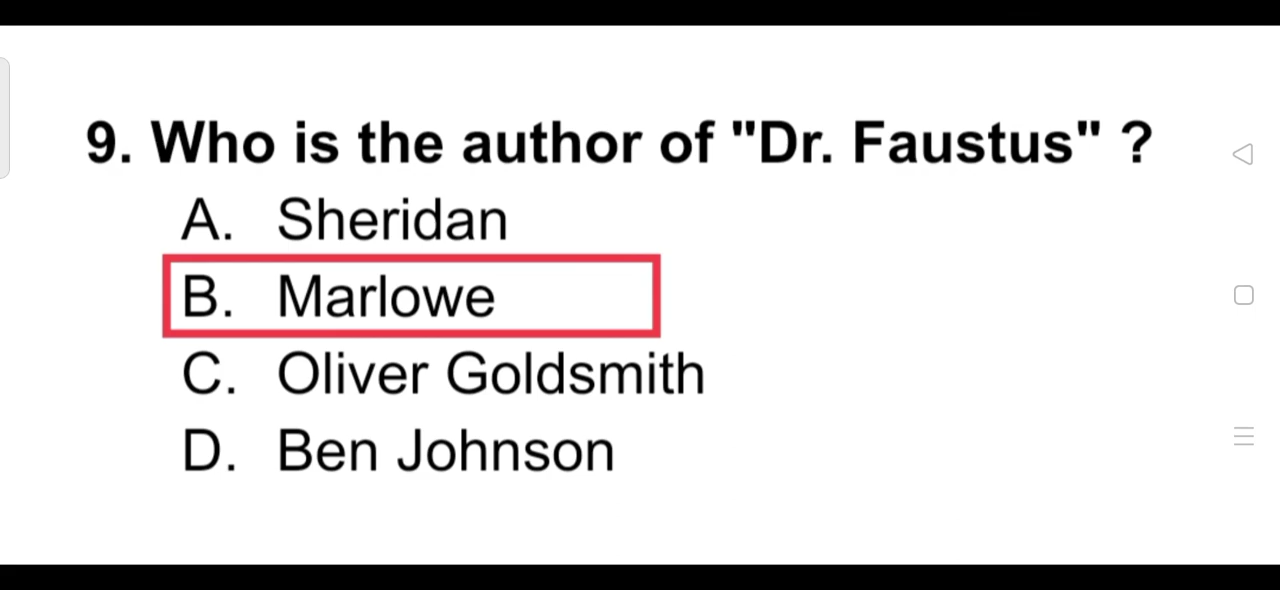 9. Who is the author of "Dr. Faustus" ?
A. Sheridan
B. Marlowe
C. Oliver Goldsmith
D. Ben Johnson